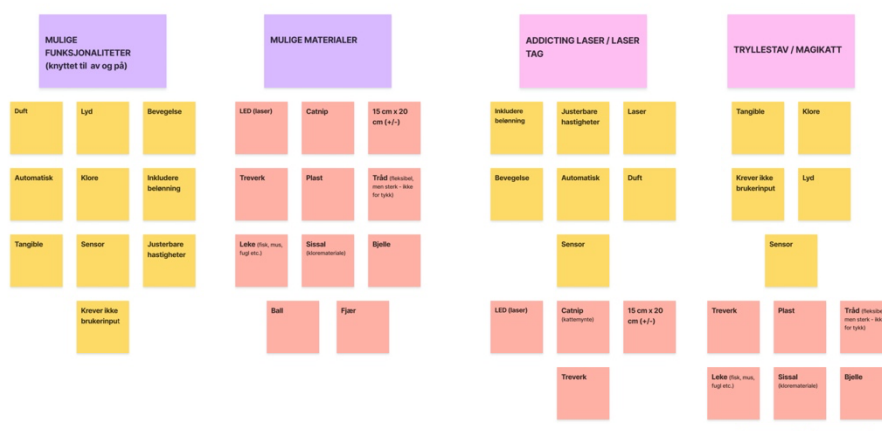 MULIGE
FUNKSJONALITETER
(knyttet til av og på)
Duft
Lyd
Bevegelse
Automatisk
Klore
Inkludere
belønning
Tangible
Sensor
Justerbare
hastigheter
Krever ikke
brukerinput
MULIGE MATERIALER
LED (laser)
Catnip
15 cm x 20
cm (+/-)
Treverk
Plast
Tråd (fleksibel,
men sterk - ikke
for tykk)
Leke (fisk, mus,
fugl etc.)
Sissal
(kloremateriale)
Bjelle
Ball
Fjær
ADDICTING LASER / LASER
TAG
Inkludere
belønning
Justerbare
hastigheter
Laser
Bevegelse
Automatisk
Duft
Sensor
LED (laser)
Catnip
(kattemynte)
15 cm x 20
cm (+/-)
Treverk
TRYLLESTAV / MAGIKATT
Tangible
Klore
Krever ikke
brukerinput
Lyd
Sensor
Treverk
Plast
Tråd (fleksibe
men sterk - ikk
for tykk)
Leke (fisk, mus,
fugl etc.)
Sissal
(kloremateriale)
Bjelle